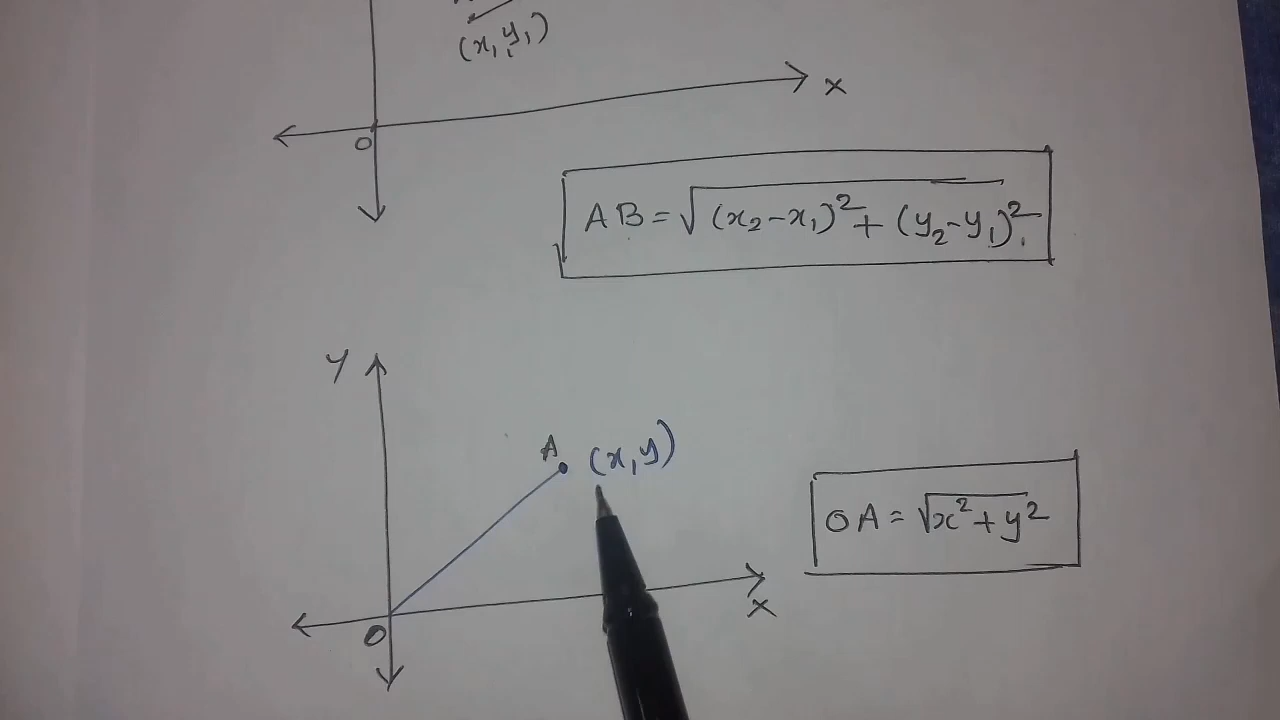 (x₁, y₁)
X
O
AB = √(x₂-x₁)² + (y₂-y₁)²
y
A (x, y)
OA = √x² + y²
X
O